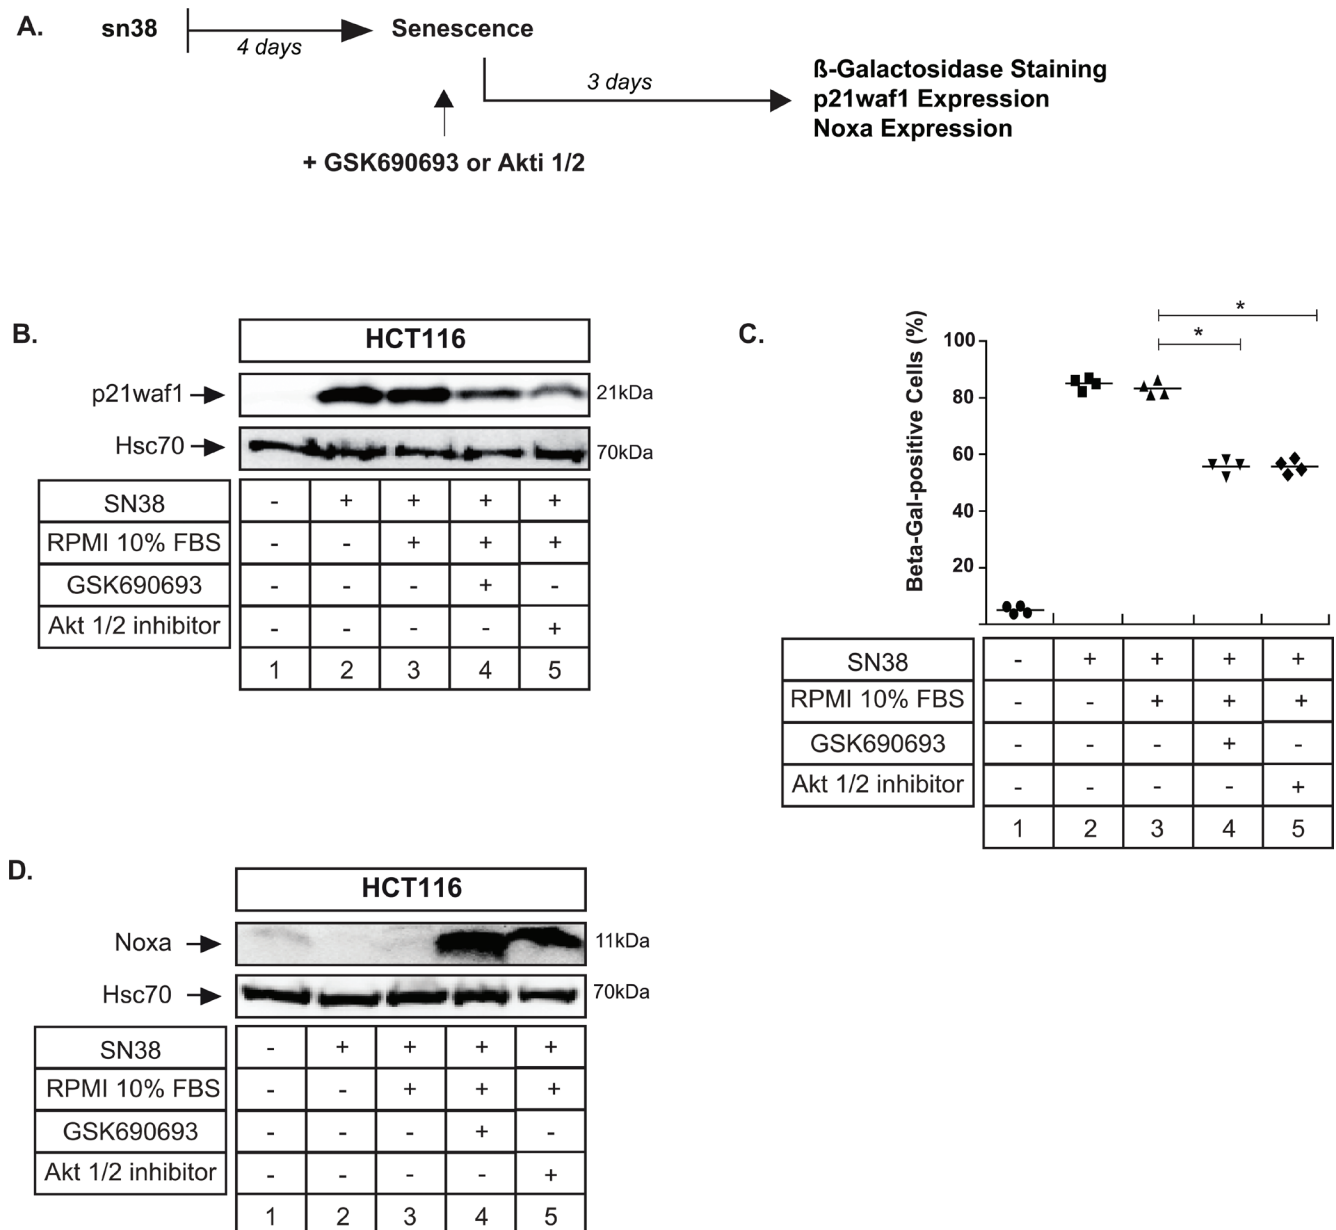 A.
sn38
4 days
Senescence
3 days
ß-Galactosidase Staining
p21waf1 Expression
Noxa Expression
+ GSK690693 or Akti 1/2
B.
HCT116
p21waf1
21kDa
Hsc70
70kDa
SN38 - + + + +
RPMI 10% FBS - - + + +
GSK690693 - - - + -
Akt 1/2 inhibitor - - - - +
1 2 3 4 5
C.
Beta-Gal-positive Cells (%)
100
80
60
40
20
*
*
SN38 - + + + +
RPMI 10% FBS - - + + +
GSK690693 - - - + -
Akt 1/2 inhibitor - - - - +
1 2 3 4 5
D.
HCT116
Noxa
11kDa
Hsc70
70kDa
SN38 - + + + +
RPMI 10% FBS - - + + +
GSK690693 - - - + -
Akt 1/2 inhibitor - - - - +
1 2 3 4 5